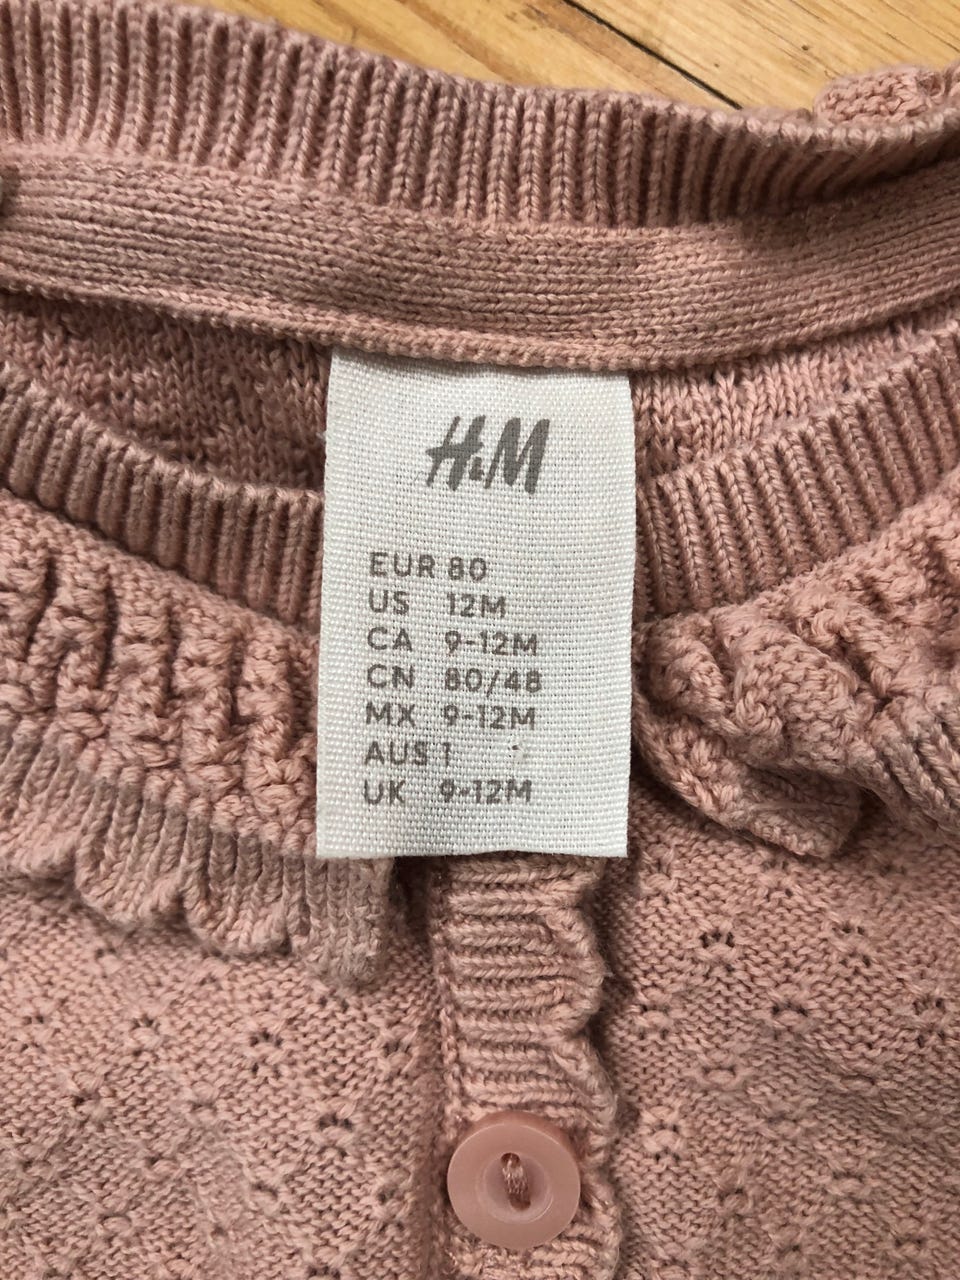 H&M
EUR 80
US 12M
CA 9-12M
CN 80/48
MX 9-12M
AUS 1
UK 9-12M